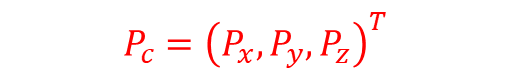 P_c = (P_x, P_y, P_z)^T